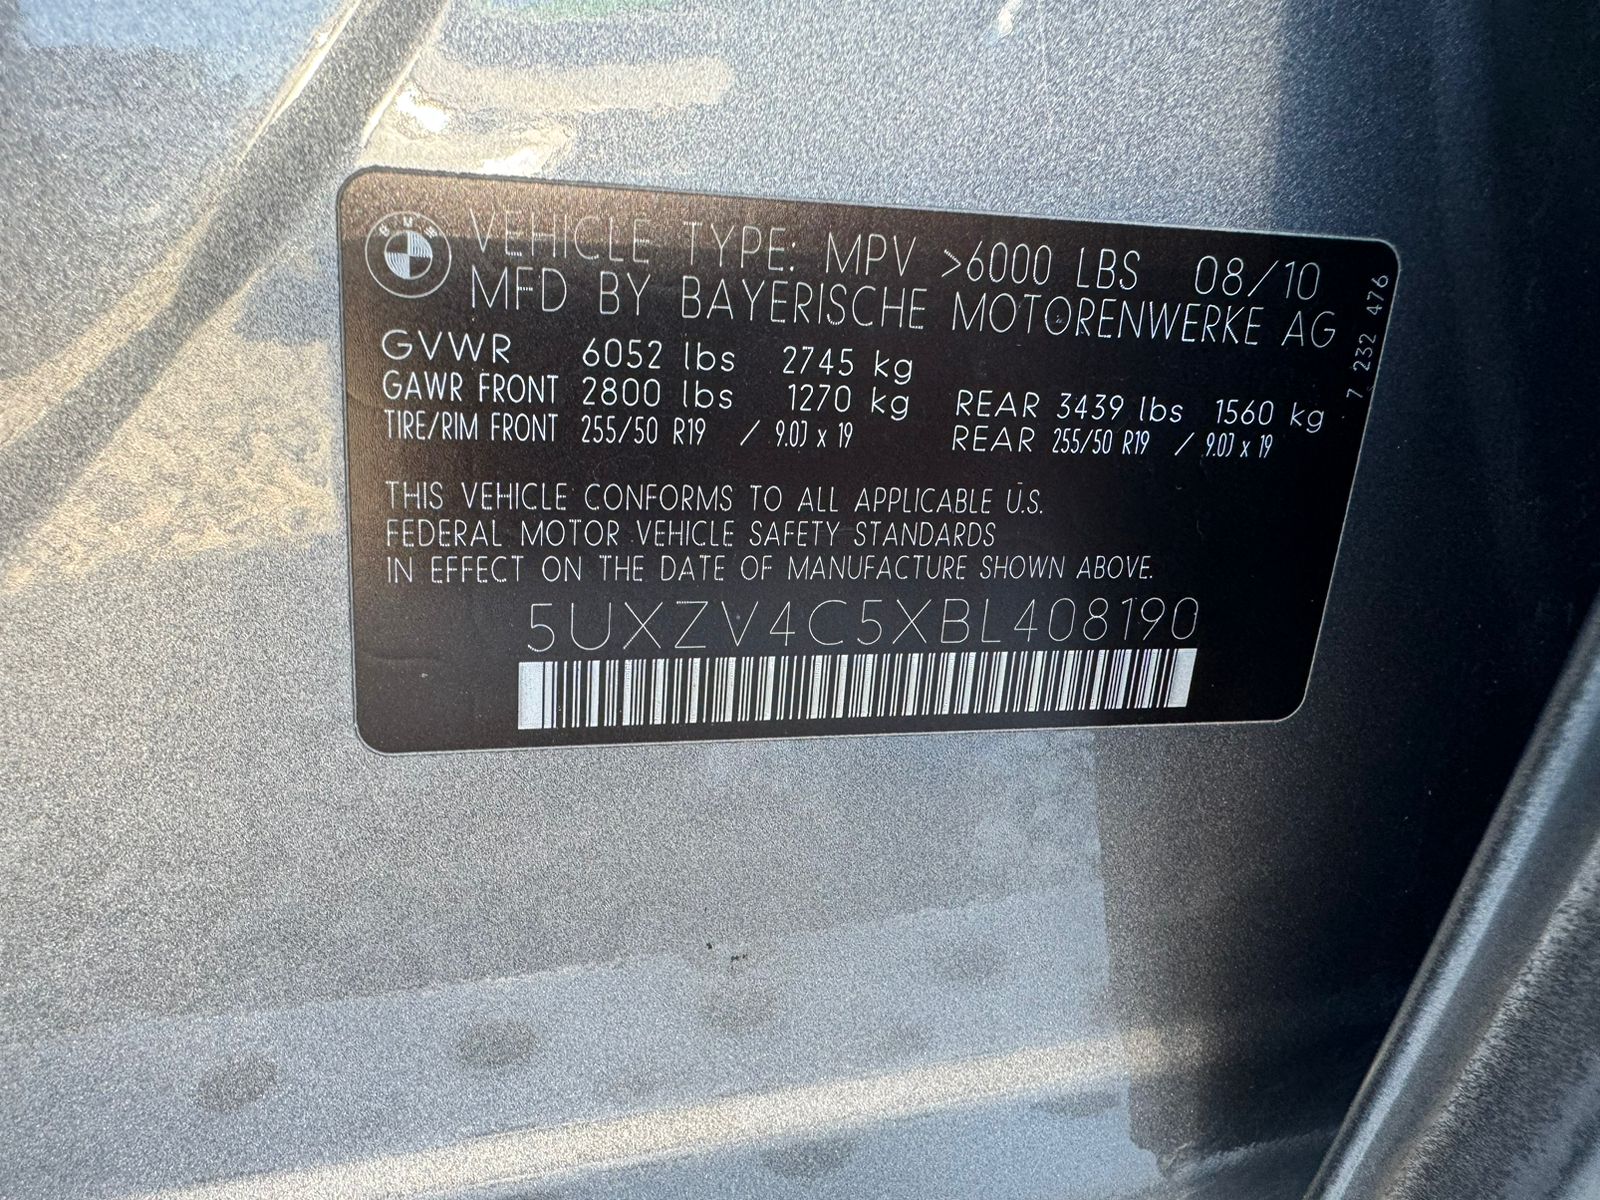 BMW
VEHICLE TYPE: MPV >6000 LBS 08/10
MFD BY BAYERISCHE MOTORENWERKE AG
GVWR 6052 lbs 2745 kg
GAWR FRONT 2800 lbs 1270 kg REAR 3439 lbs 1560 kg
TIRE/RIM FRONT 255/50 R19 / 9.0J x 19 REAR 255/50 R19 / 9.0J x 19
7 232 476
THIS VEHICLE CONFORMS TO ALL APPLICABLE U.S.
FEDERAL MOTOR VEHICLE SAFETY STANDARDS
IN EFFECT ON THE DATE OF MANUFACTURE SHOWN ABOVE.
5UXZV4C5XBL408190